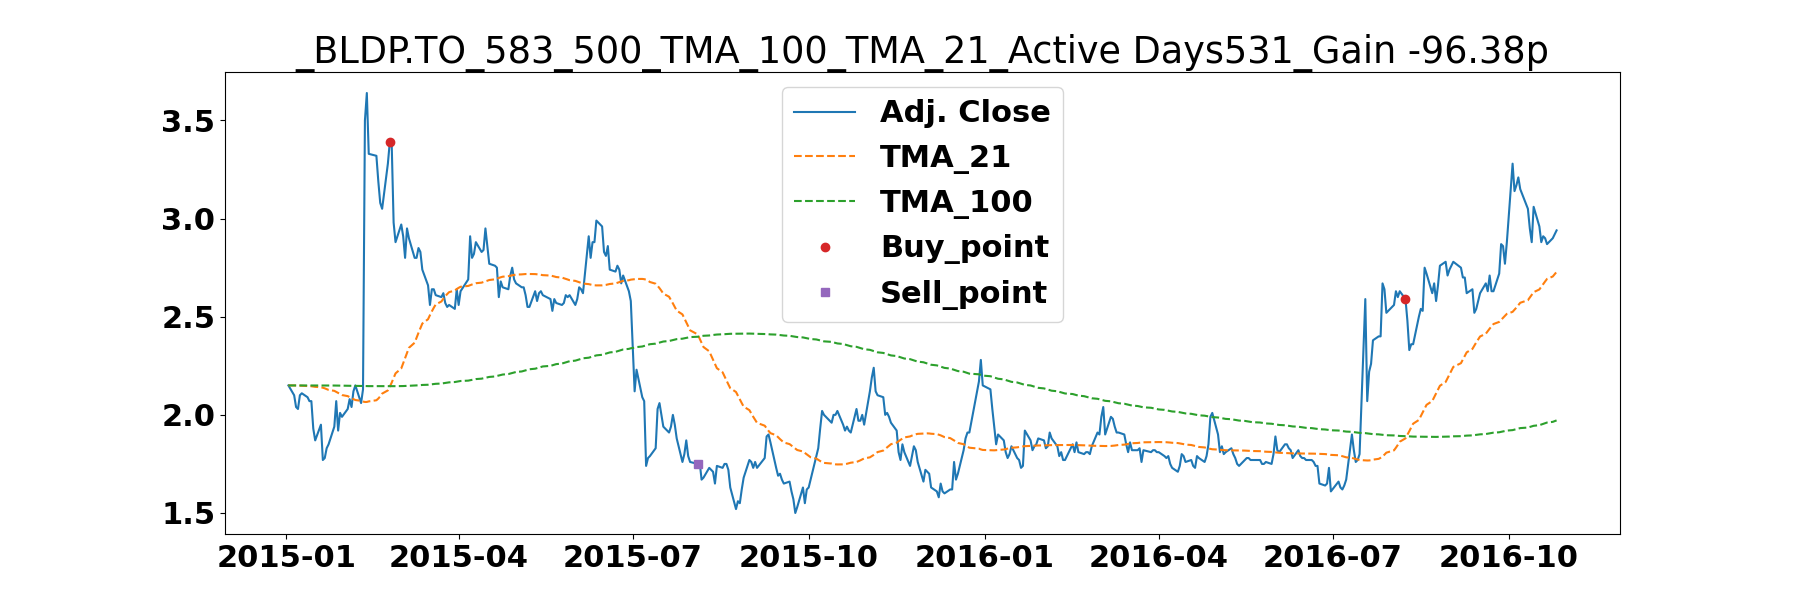 _BLDP.TO_583_500_TMA_100_TMA_21_Active Days531_Gain -96.38p
3.5
3.0
2.5
2.0
1.5
Adj. Close
TMA_21
TMA_100
Buy_point
Sell_point
2015-01 2015-04 2015-07 2015-10 2016-01 2016-04 2016-07 2016-10